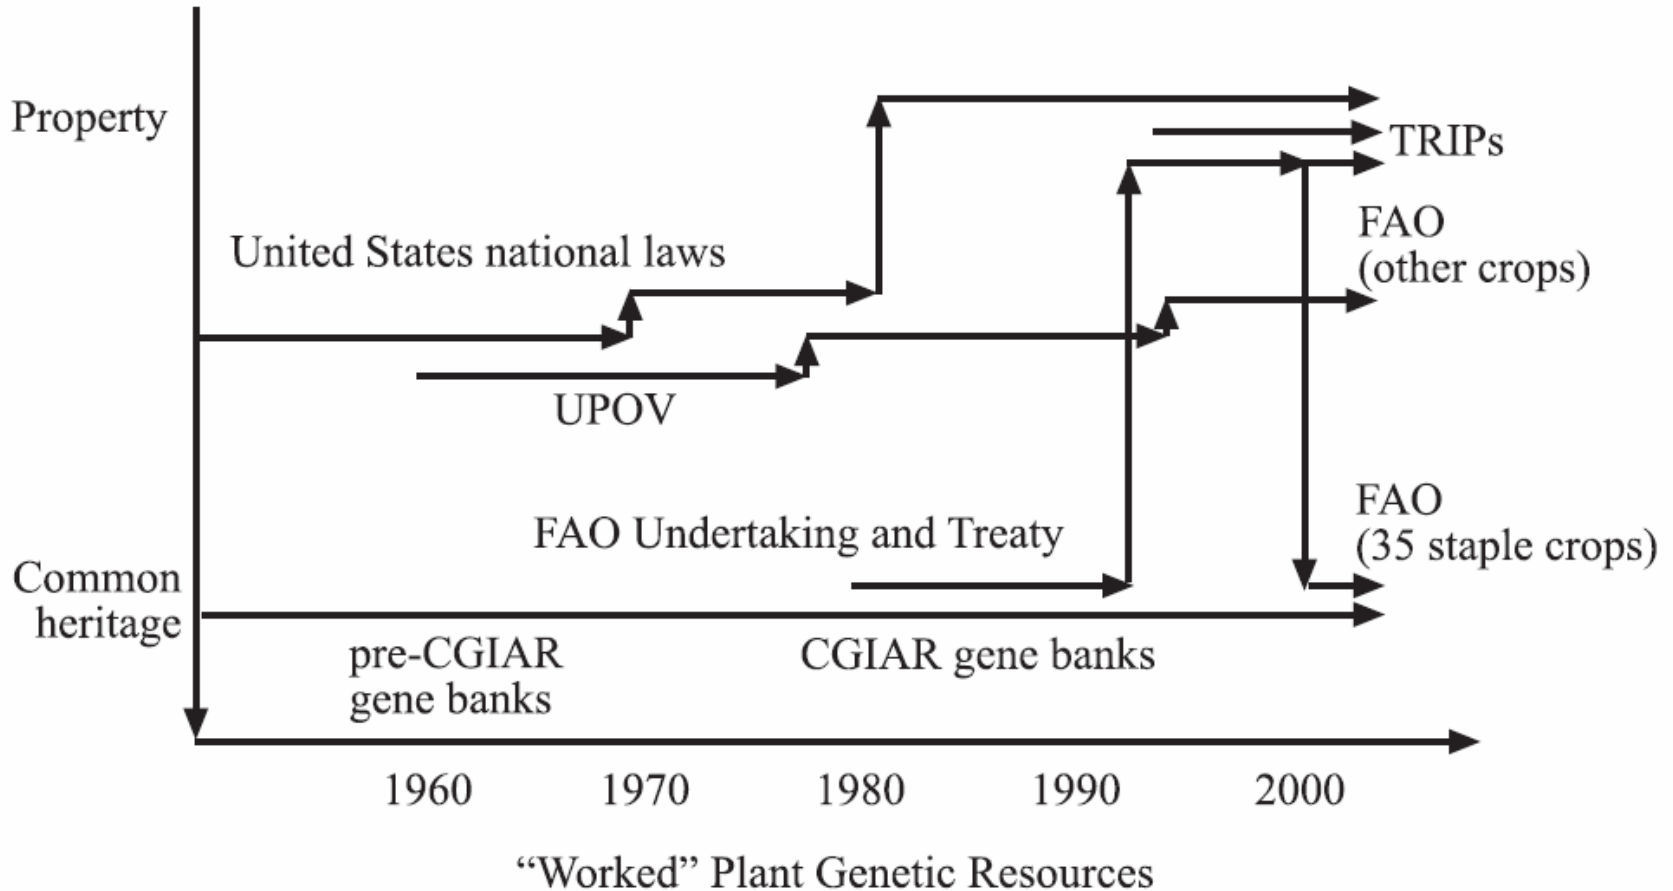 Property
TRIPs
FAO
(other crops)
United States national laws
UPOV
FAO
(35 staple crops)
FAO Undertaking and Treaty
Common
heritage
pre-CGIAR
gene banks
CGIAR gene banks
1960 1970 1980 1990 2000
“Worked” Plant Genetic Resources